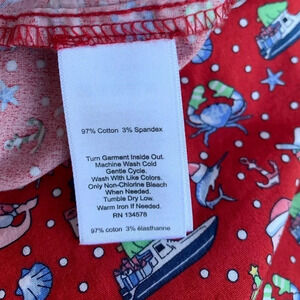 97% Cotton 3% Spandex
Turn Garment Inside Out.
Machine Wash Cold
Gentle Cycle.
Wash With Like Colors.
Only Non-Chlorine Bleach
When Needed.
Tumble Dry Low.
Warm Iron If Needed.
RN 134578
97% coton 3% élasthanne